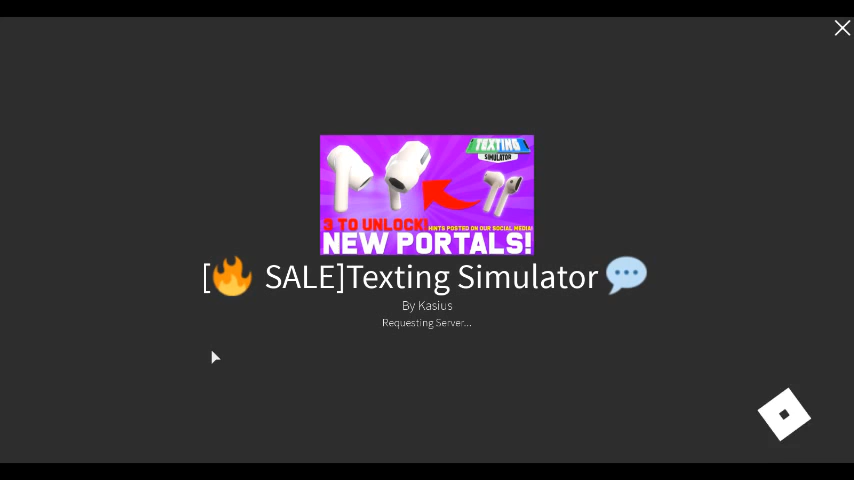 TEXTING
SIMULATOR
3 TO UNLOCK!
HINTS POSTED ON OUR SOCIAL MEDIA!
NEW PORTALS!
[🔥 SALE]Texting Simulator 💬
By Kasius
Requesting Server...